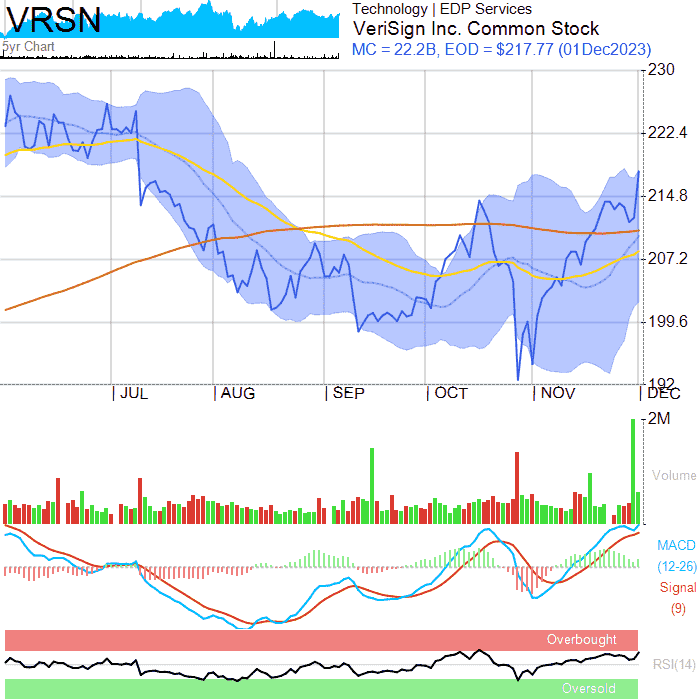 VRSN
5yr Chart
Technology | EDP Services
VeriSign Inc. Common Stock
MC = 22.2B, EOD = $217.77 (01Dec2023)
230
222.4
214.8
207.2
199.6
192
JUL
AUG
SEP
OCT
NOV
DEC
2M
Volume
MACD
(12-26)
Signal
(9)
Overbought
RSI(14)
Oversold